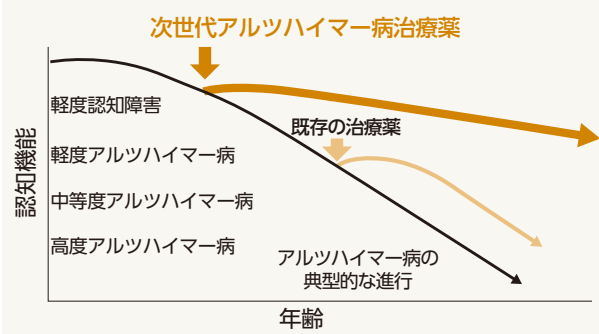 次世代アルツハイマー病治療薬
軽度認知障害
既存の治療薬
軽度アルツハイマー病
中等度アルツハイマー病
高度アルツハイマー病
アルツハイマー病の
典型的な進行
認知機能
年齢